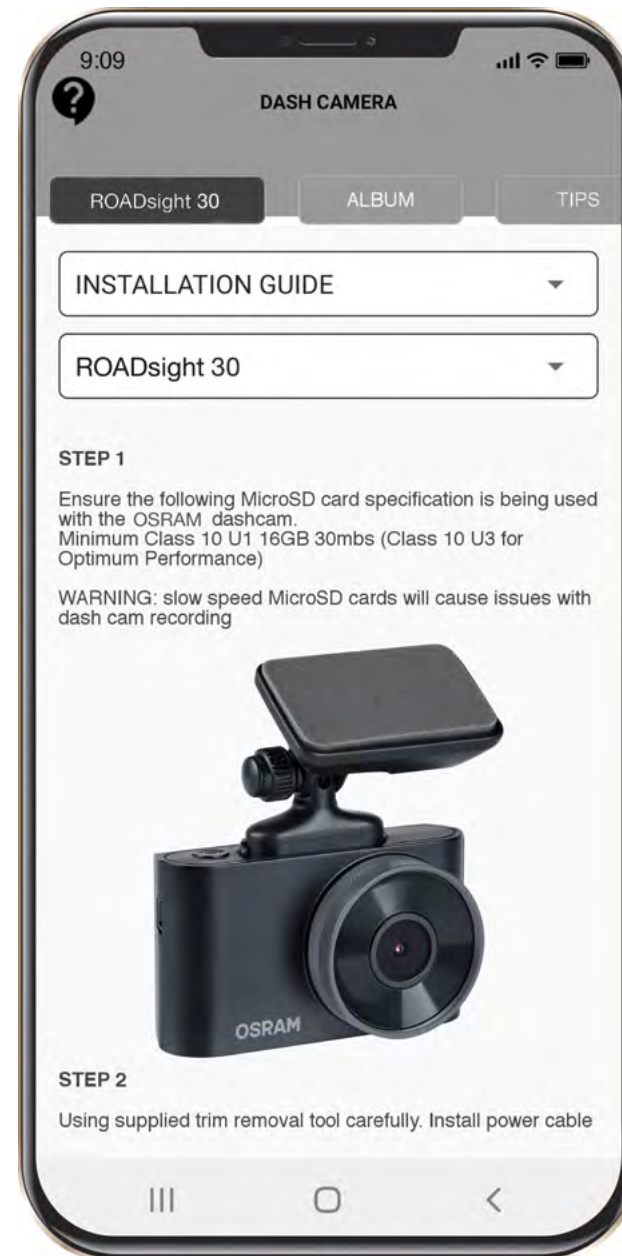 9:09
DASH CAMERA
ROADsight 30
ALBUM
TIPS
INSTALLATION GUIDE
ROADsight 30
STEP 1
Ensure the following MicroSD card specification is being used
with the OSRAM dashcam.
Minimum Class 10 U1 16GB 30mbs (Class 10 U3 for
Optimum Performance)
WARNING: slow speed MicroSD cards will cause issues with
dash cam recording
OSRAM
STEP 2
Using supplied trim removal tool carefully. Install power cable